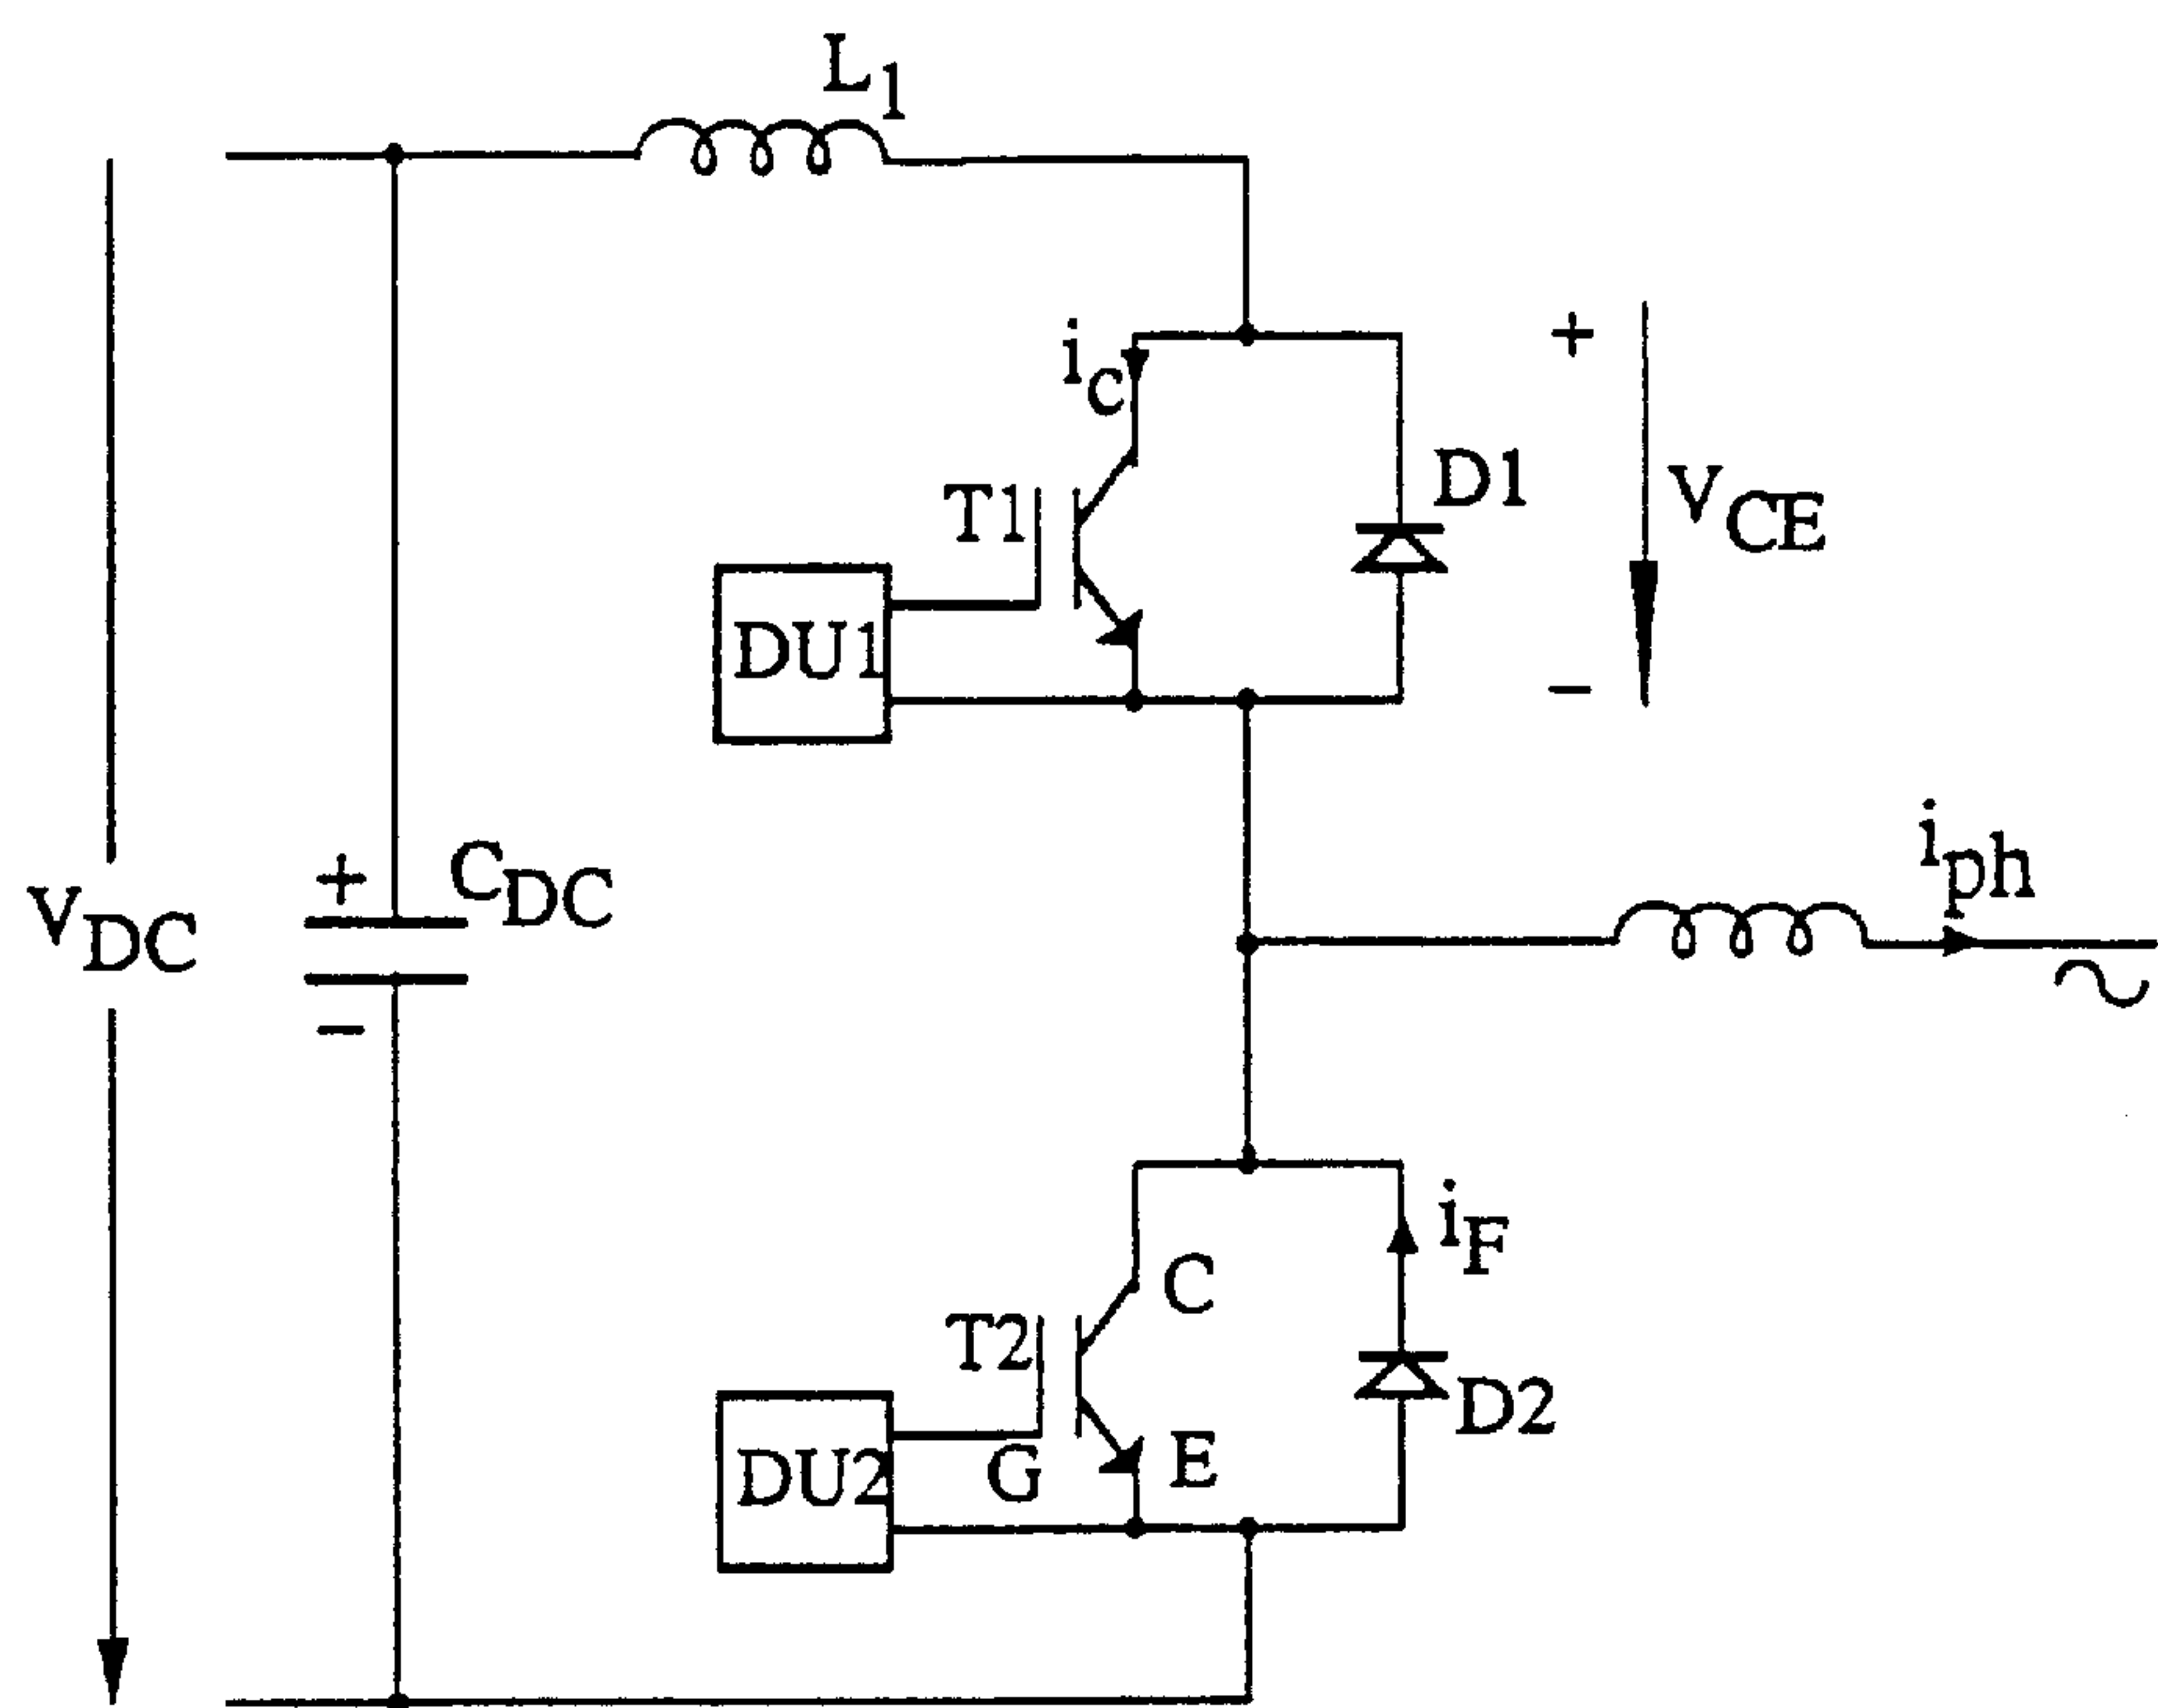 L1
iC
T1
D1
VCE
DU1
+
−
VDC
+
CDC
−
iph
iF
C
T2
D2
DU2
G
E